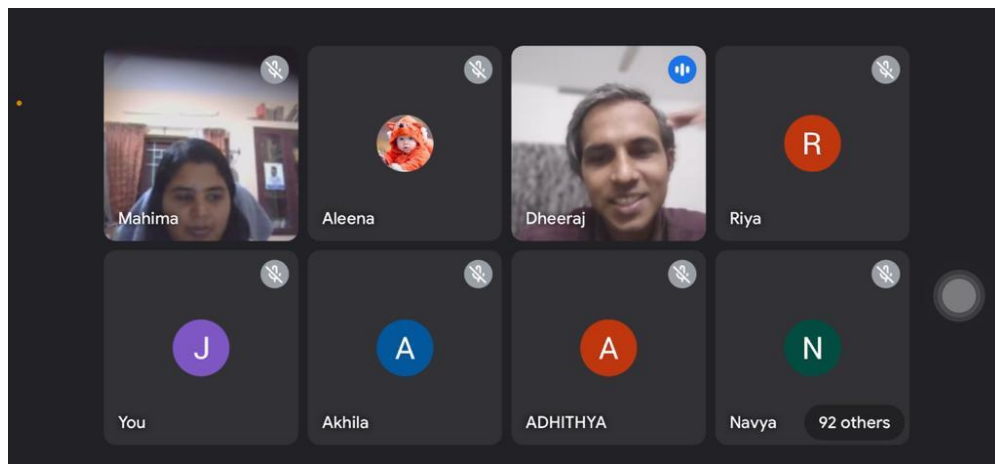 Mahima
Aleena
Dheeraj
R
Riya
J
You
A
Akhila
A
ADHITHYA
N
Navya
92 others